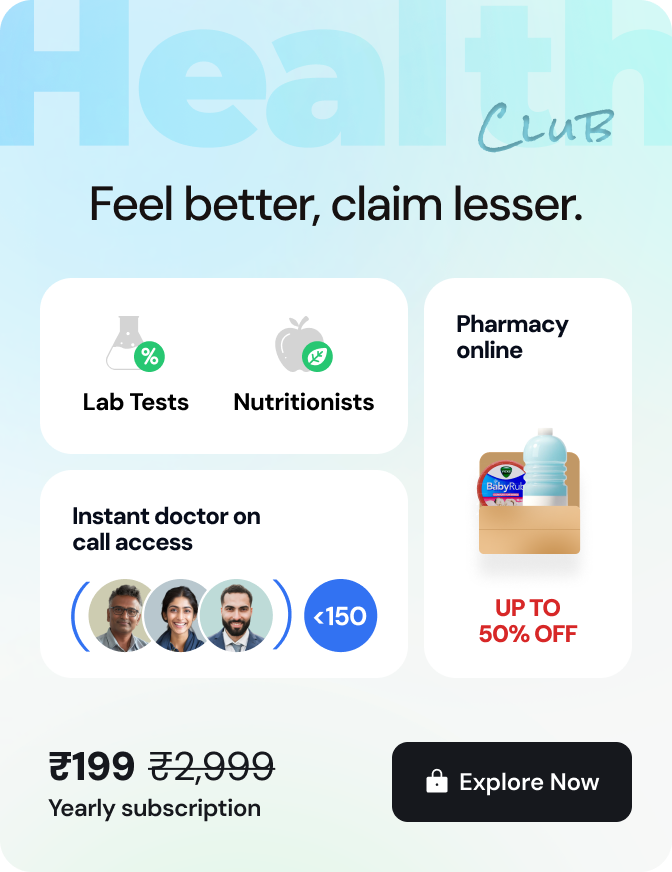 Health
CLUB
Feel better, claim lesser.
Lab Tests
Nutritionists
Pharmacy
online
BabyRub
UP TO
50% OFF
Instant doctor on
call access
<150
₹199 ₹2,999
Yearly subscription
Explore Now